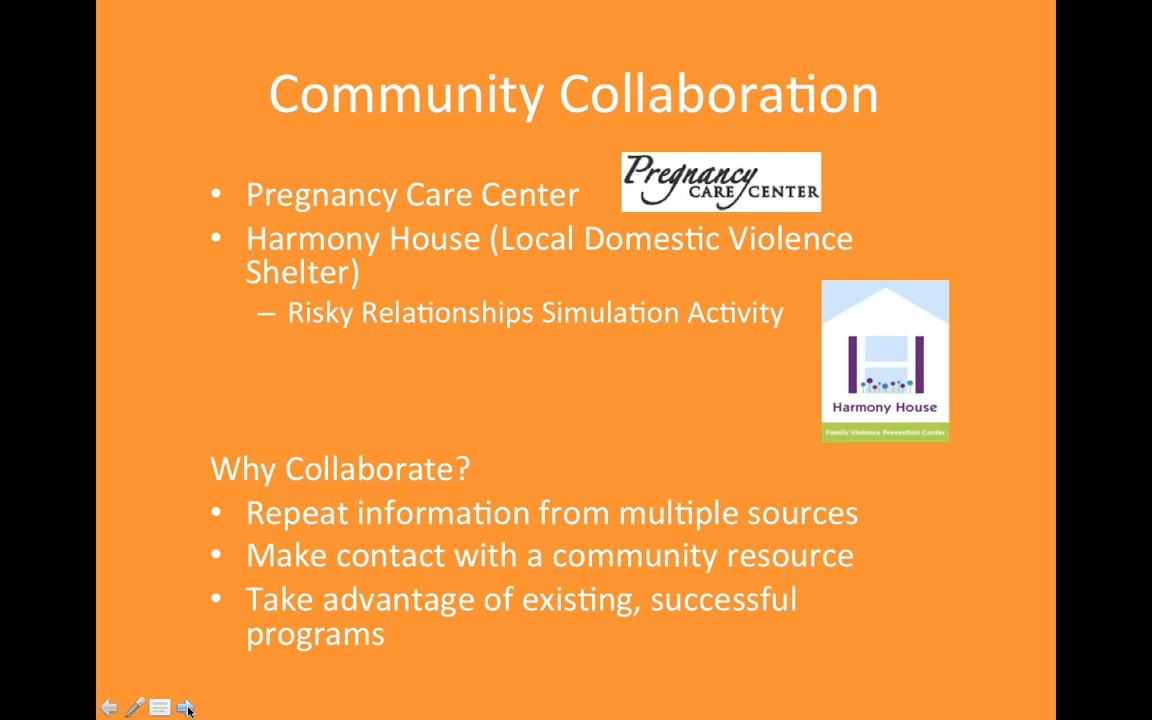 Community Collaboration
• Pregnancy Care Center
Pregnancy
CARE CENTER
• Harmony House (Local Domestic Violence
Shelter)
– Risky Relationships Simulation Activity
Harmony House
Family Violence Prevention Center
Why Collaborate?
• Repeat information from multiple sources
• Make contact with a community resource
• Take advantage of existing, successful
programs